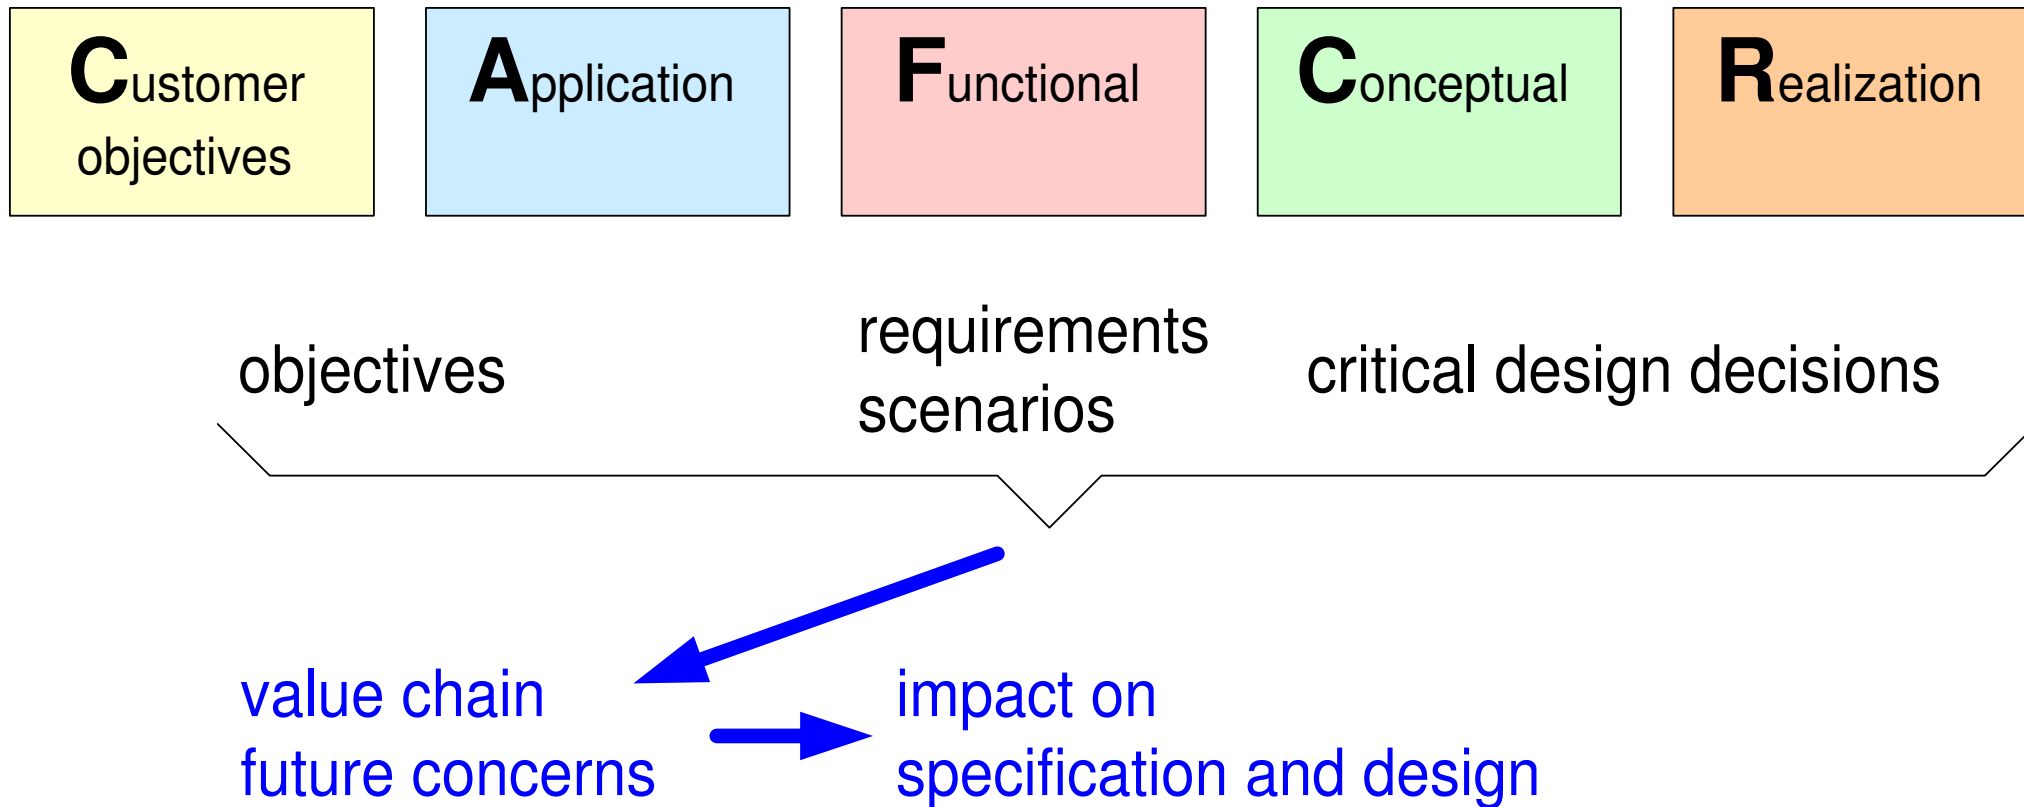 Customer
objectives
Application
Functional
Conceptual
Realization
objectives
requirements
scenarios
critical design decisions
value chain
future concerns
impact on
specification and design